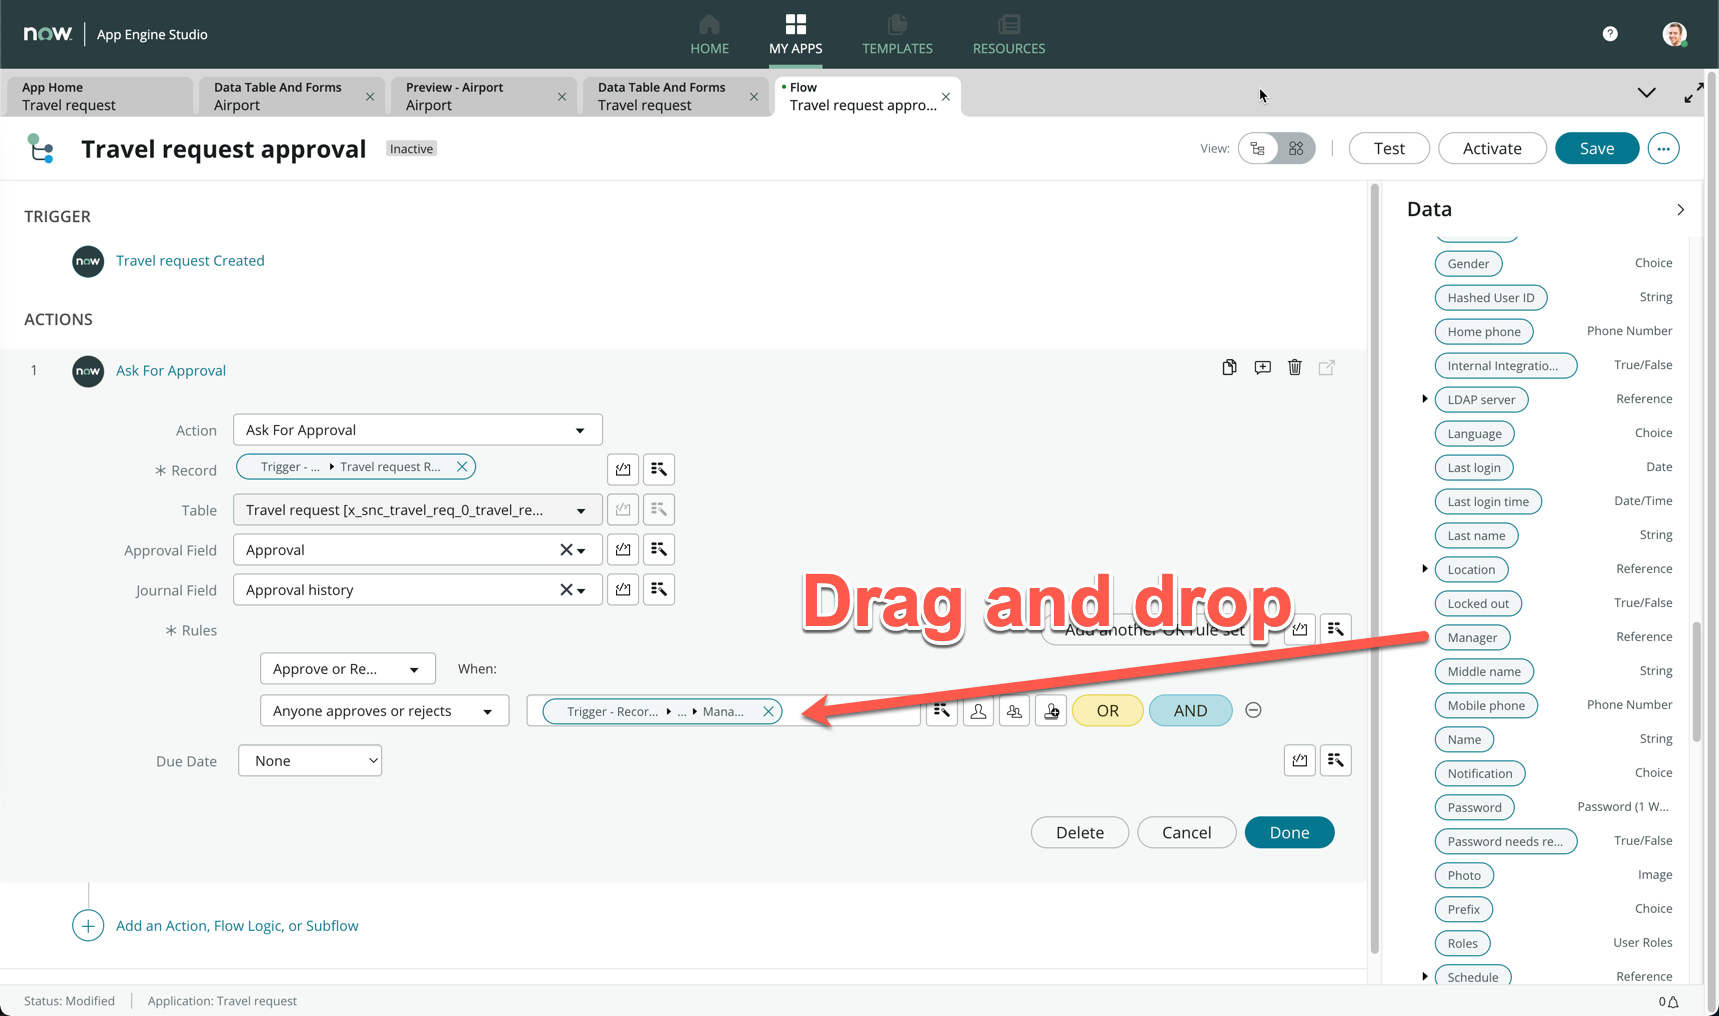 now
App Engine Studio
HOME
MY APPS
TEMPLATES
RESOURCES
?
App Home
Travel request
Data Table And Forms
Airport
Preview - Airport
Airport
Data Table And Forms
Travel request
Flow
Travel request appro...
Travel request approval
Inactive
View:
Test
Activate
Save
...
TRIGGER
now
Travel request Created
ACTIONS
1
now
Ask For Approval
Action
Ask For Approval
* Record
Trigger - ... Travel request R...
Table
Travel request [x_snc_travel_req_0_travel_re...
Approval Field
Approval
Journal Field
Approval history
* Rules
Add another OR rule set
Drag and drop
Approve or Re...
When:
Anyone approves or rejects
Trigger - Recor... ... Mana...
OR
AND
Due Date
None
Delete
Cancel
Done
Add an Action, Flow Logic, or Subflow
Data
Gender Choice
Hashed User ID String
Home phone Phone Number
Internal Integratio... True/False
LDAP server Reference
Language Choice
Last login Date
Last login time Date/Time
Last name String
Location Reference
Locked out True/False
Manager Reference
Middle name String
Mobile phone Phone Number
Name String
Notification Choice
Password Password (1 W...
Password needs re... True/False
Photo Image
Prefix Choice
Roles User Roles
Schedule Reference
Status: Modified
Application: Travel request
0